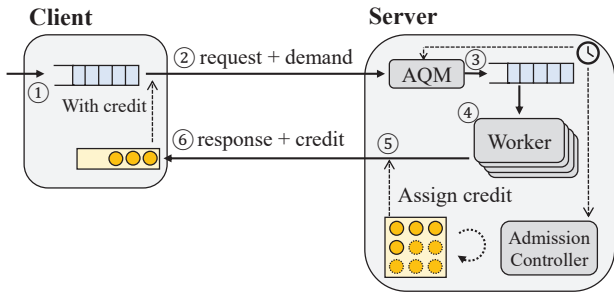 Client
Server
② request + demand
AQM
③
①
With credit
④
Worker
⑥ response + credit
⑤
Assign credit
Admission
Controller